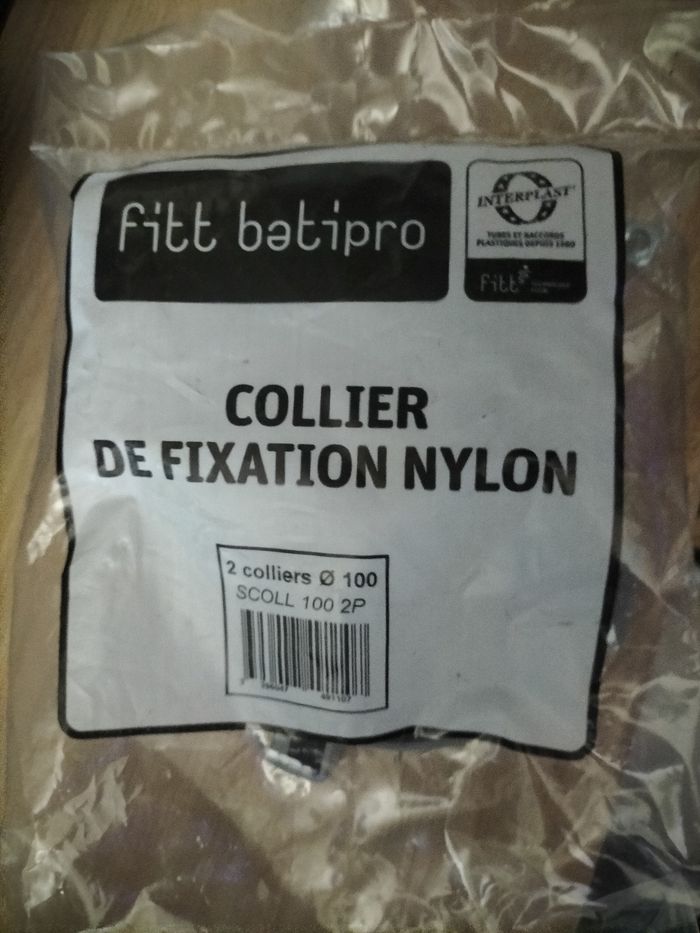 fitt batipro
INTERPLAST
TUBES ET RACCORDS
PLASTIQUES DEPUIS 1960
fitt
COLLIER
DE FIXATION NYLON
2 colliers Ø 100
SCOLL 100 2P
491107